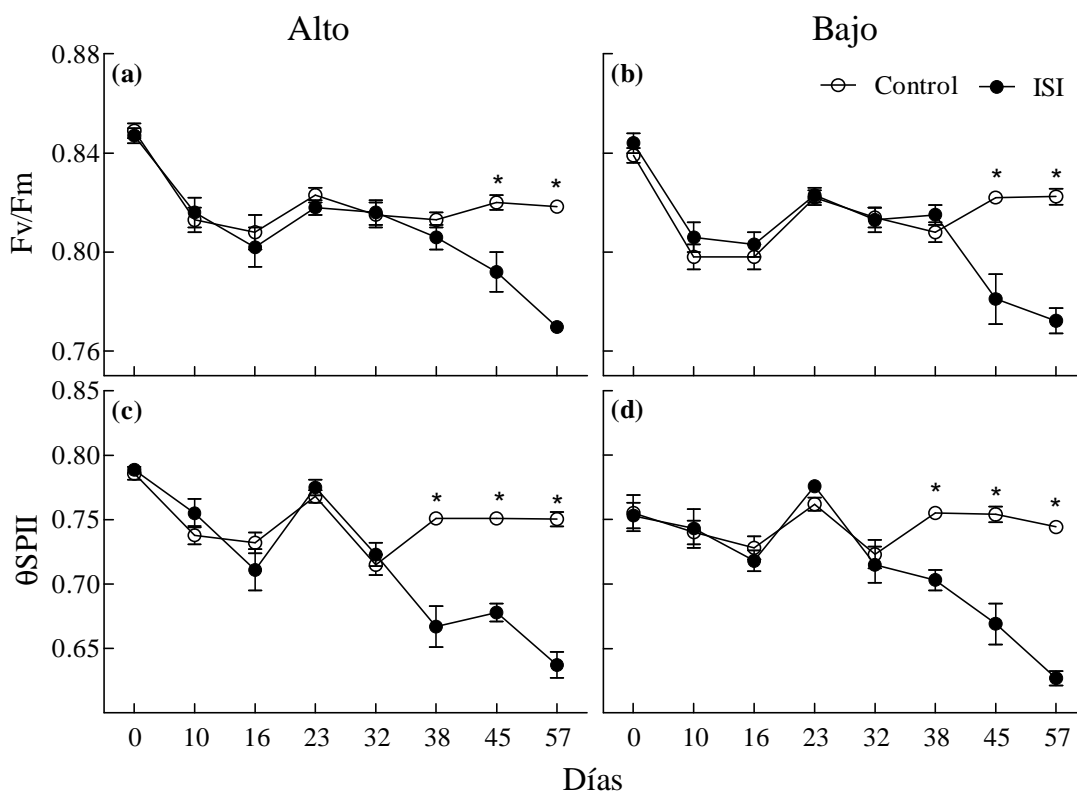 Alto Bajo
(a) (b)
Control ISI
0.88
0.84
0.80
0.76
Fv/Fm
* * * *
(c) (d)
0.85
0.75
0.70
0.65
θSPII
* * * * * *
0 10 16 23 32 38 45 57 0 10 16 23 32 38 45 57
Días